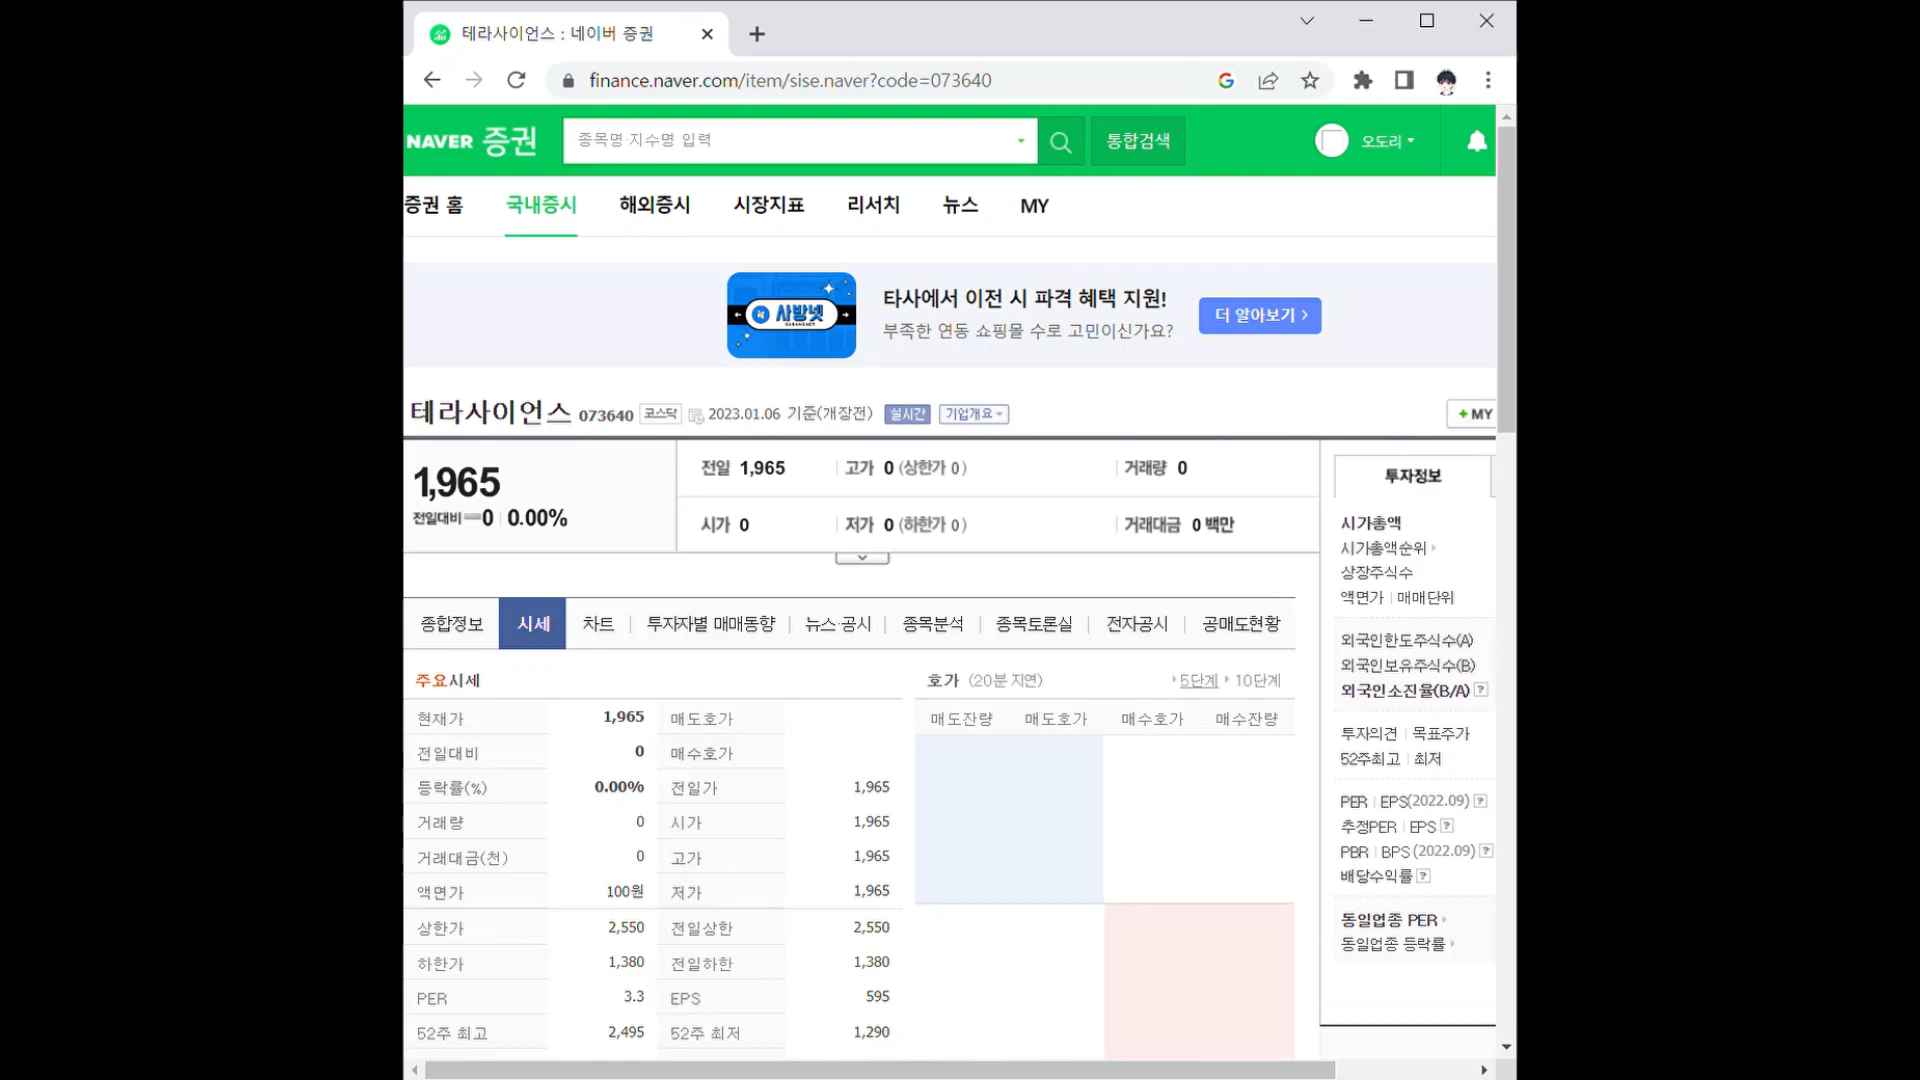 테라사이언스 : 네이버 증권
finance.naver.com/item/sise.naver?code=073640
NAVER 증권
종목명·지수명 입력
통합검색
오도리
증권 홈 국내증시 해외증시 시장지표 리서치 뉴스 MY
사방넷
SABANGNET
타사에서 이전 시 파격 혜택 지원!
부족한 연동 쇼핑몰 수로 고민이신가요?
더 알아보기
테라사이언스 073640 코스닥 2023.01.06 기준(개장전) 실시간 기업개요
+ MY
1,965
전일대비 0 0.00%
전일 1,965 고가 0 (상한가 0) 거래량 0
시가 0 저가 0 (하한가 0) 거래대금 0 백만
종합정보 시세 차트 투자자별 매매동향 뉴스·공시 종목분석 종목토론실 전자공시 공매도현황
주요시세
현재가 1,965 매도호가
전일대비 0 매수호가
등락률(%) 0.00% 전일가 1,965
거래량 0 시가 1,965
거래대금(천) 0 고가 1,965
액면가 100원 저가 1,965
상한가 2,550 전일상한 2,550
하한가 1,380 전일하한 1,380
PER 3.3 EPS 595
52주 최고 2,495 52주 최저 1,290
호가 (20분 지연) 5단계 10단계
매도잔량 매도호가 매수호가 매수잔량
투자정보
시가총액
시가총액순위
상장주식수
액면가 매매단위
외국인한도주식수(A)
외국인보유주식수(B)
외국인소진율(B/A) ?
투자의견 목표주가
52주최고 최저
PER EPS(2022.09) ?
추정PER EPS ?
PBR BPS (2022.09) ?
배당수익률 ?
동일업종 PER
동일업종 등락률